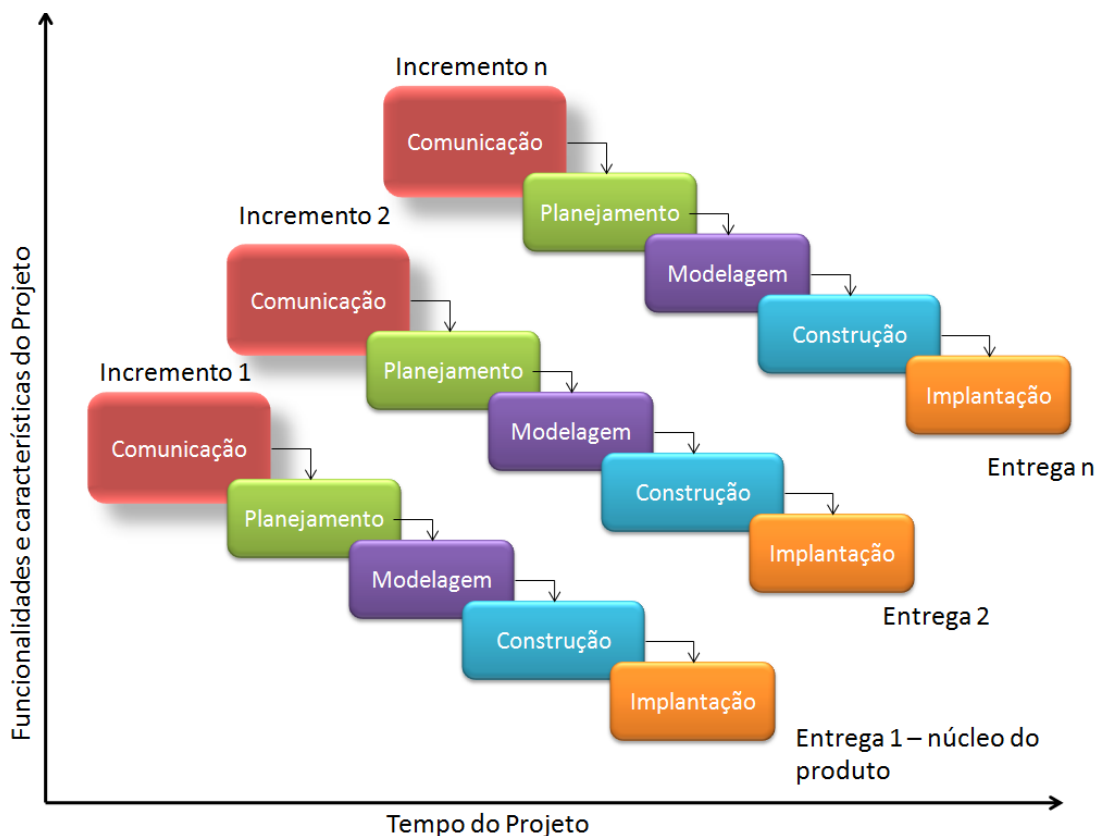 Incremento n
Comunicação
Planejamento
Modelagem
Construção
Implantação
Entrega n
Incremento 2
Comunicação
Planejamento
Modelagem
Construção
Implantação
Entrega 2
Incremento 1
Comunicação
Planejamento
Modelagem
Construção
Implantação
Entrega 1 – núcleo do
produto
Funcionalidades e características do Projeto
Tempo do Projeto